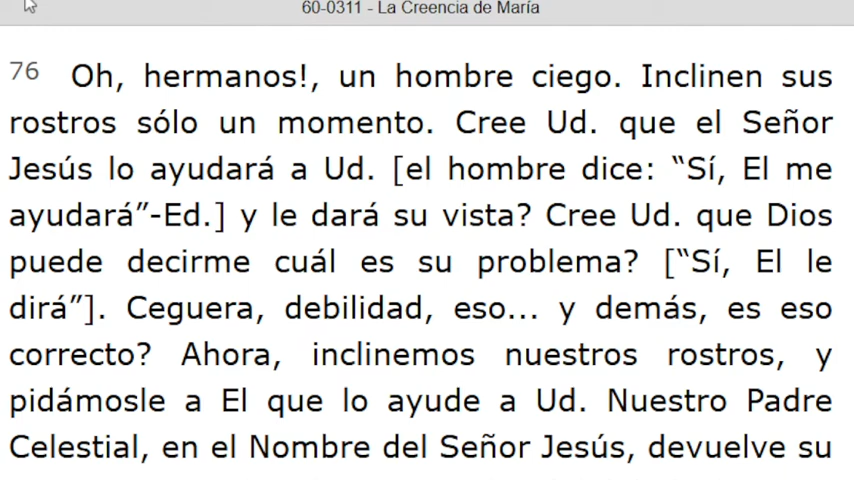 60-0311 - La Creencia de María
76 Oh, hermanos!, un hombre ciego. Inclinen sus
rostros sólo un momento. Cree Ud. que el Señor
Jesús lo ayudará a Ud. [el hombre dice: “Sí, El me
ayudará”-Ed.] y le dará su vista? Cree Ud. que Dios
puede decirme cuál es su problema? [“Sí, El le
dirá”]. Ceguera, debilidad, eso... y demás, es eso
correcto? Ahora, inclinemos nuestros rostros, y
pidámosle a El que lo ayude a Ud. Nuestro Padre
Celestial, en el Nombre del Señor Jesús, devuelve su